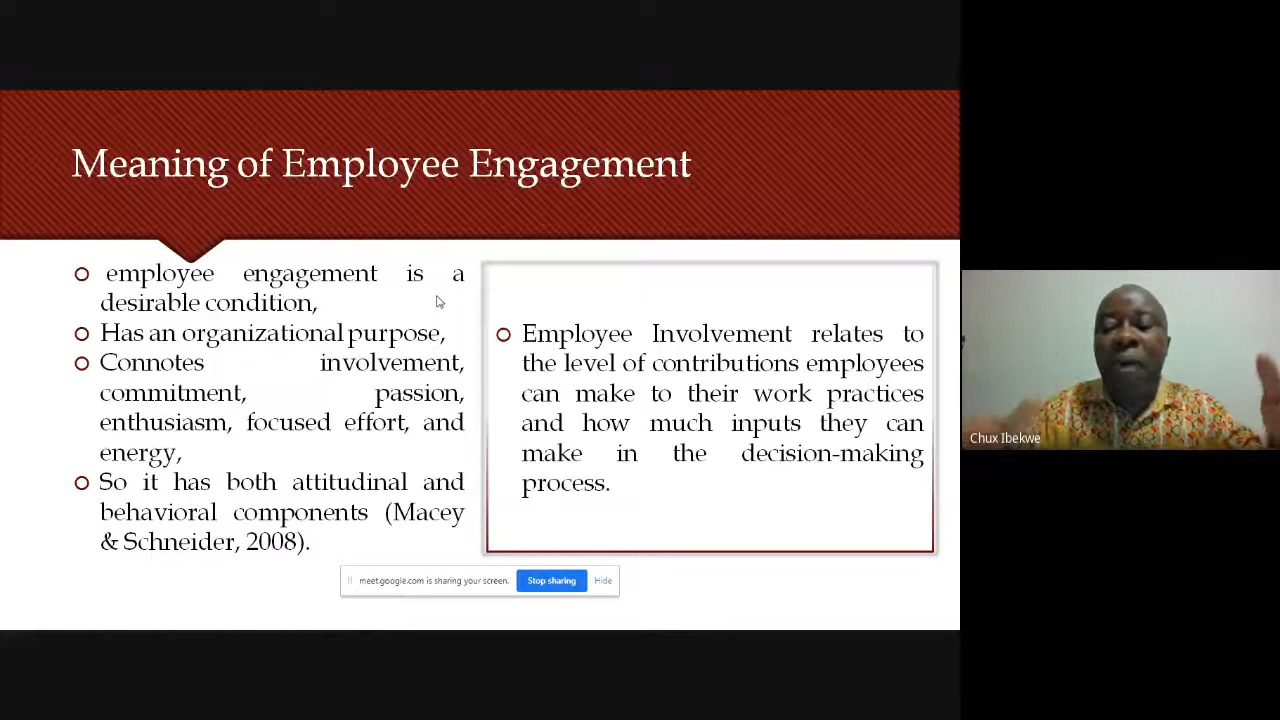 Meaning of Employee Engagement
employee engagement is a
desirable condition,
Has an organizational purpose,
Connotes involvement,
commitment, passion,
enthusiasm, focused effort, and
energy,
So it has both attitudinal and
behavioral components (Macey
& Schneider, 2008).
Employee Involvement relates to
the level of contributions employees
can make to their work practices
and how much inputs they can
make in the decision-making
process.
meet.google.com is sharing your screen. Stop sharing Hide
Chux Ibekwe